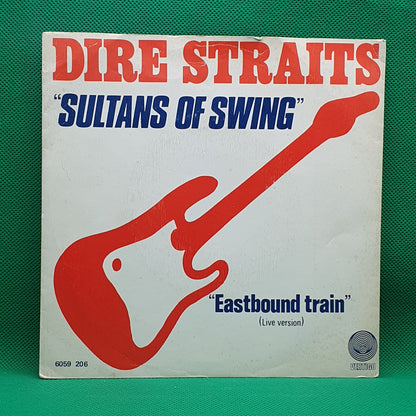 DIRE STRAITS
"SULTANS OF SWING"
"Eastbound train"
(Live version)
6059 206
VERTIGO